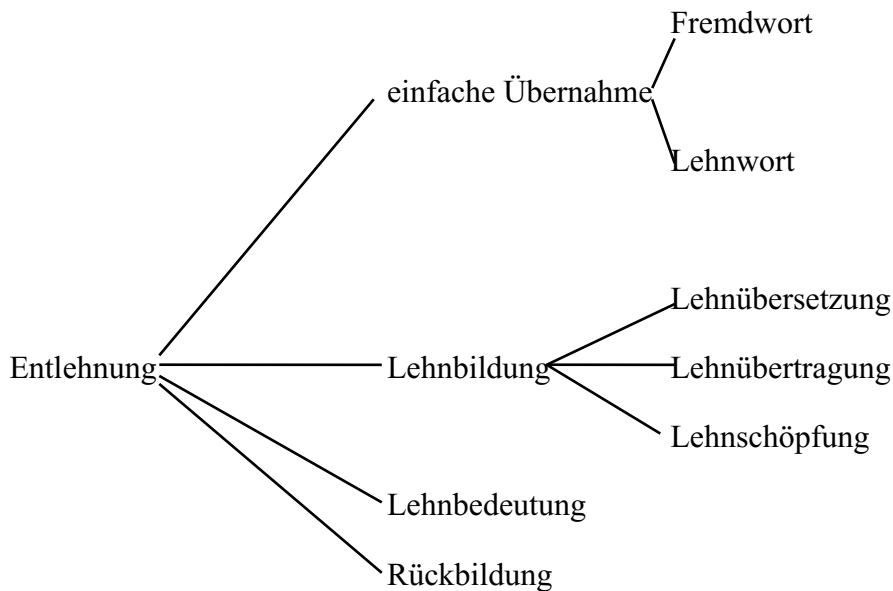 Fremdwort
einfache Übernahme
Lehnwort
Lehnübersetzung
Entlehnung
Lehnbildung
Lehnübertragung
Lehnschöpfung
Lehnbedeutung
Rückbildung